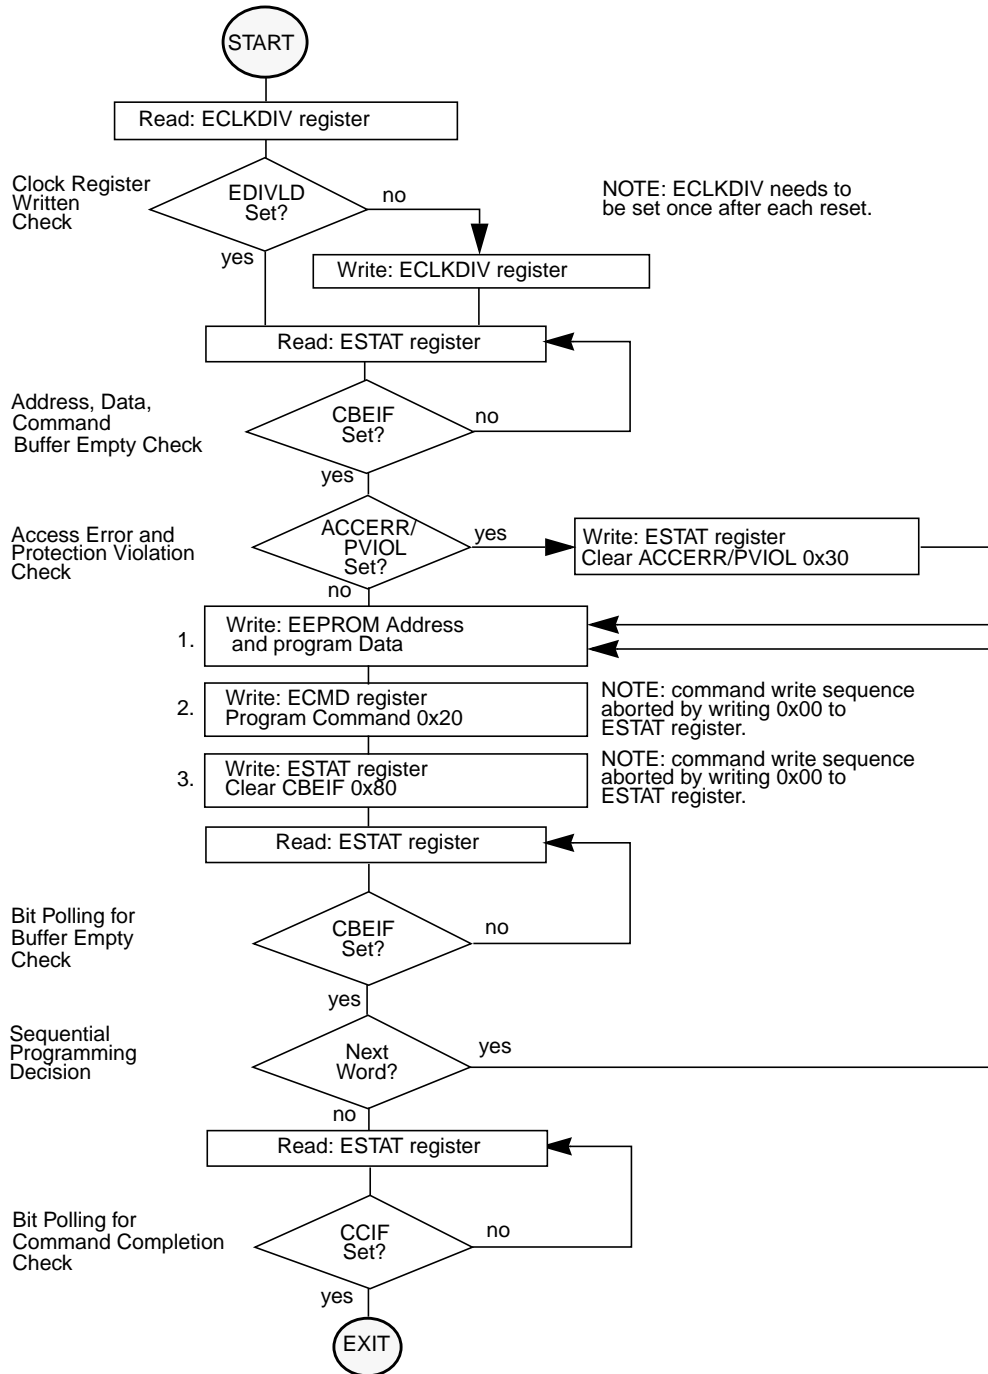 START
Read: ECLKDIV register
Clock Register
Written
Check
EDIVLD
Set?
no
yes
NOTE: ECLKDIV needs to
be set once after each reset.
Write: ECLKDIV register
Read: ESTAT register
Address, Data,
Command
Buffer Empty Check
CBEIF
Set?
no
yes
Access Error and
Protection Violation
Check
ACCERR/
PVIOL
Set?
yes
no
Write: ESTAT register
Clear ACCERR/PVIOL 0x30
1.
Write: EEPROM Address
and program Data
2.
Write: ECMD register
Program Command 0x20
NOTE: command write sequence
aborted by writing 0x00 to
ESTAT register.
3.
Write: ESTAT register
Clear CBEIF 0x80
NOTE: command write sequence
aborted by writing 0x00 to
ESTAT register.
Read: ESTAT register
Bit Polling for
Buffer Empty
Check
CBEIF
Set?
no
yes
Sequential
Programming
Decision
Next
Word?
yes
no
Read: ESTAT register
Bit Polling for
Command Completion
Check
CCIF
Set?
no
yes
EXIT